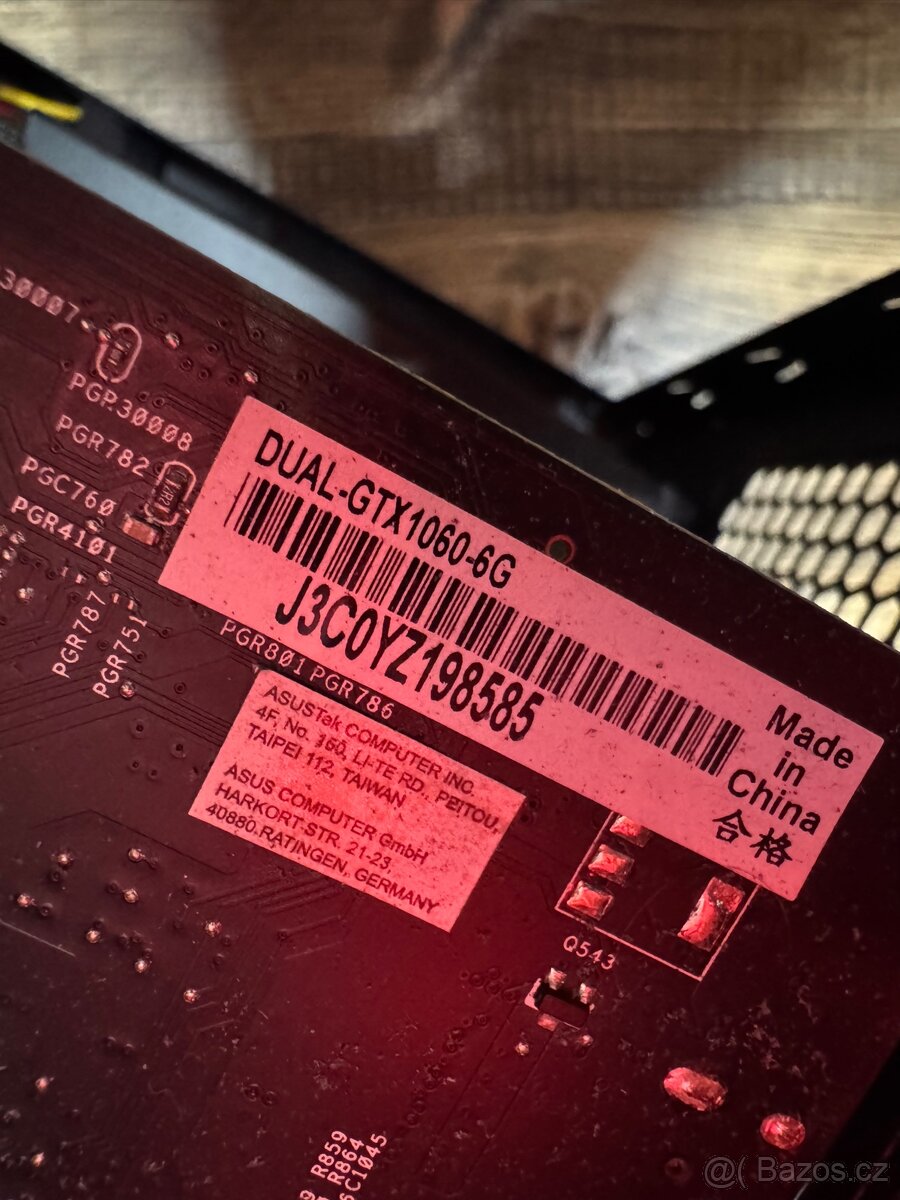 30007
PGR30008
PGR782
PGC760
PGR4101
PGR787
PGR751
DUAL-GTX1060-6G
J3C0YZ198585
Made
in
China
合格
PGR801 PGR786
ASUSTek COMPUTER INC.
4F, No. 150, LI-TE RD., PEITOU,
TAIPEI 112, TAIWAN
ASUS COMPUTER GmbH
HARKORT STR. 21-23,
40880 RATINGEN, GERMANY
Q543
R859
R864
C1045
@( Bazos.cz